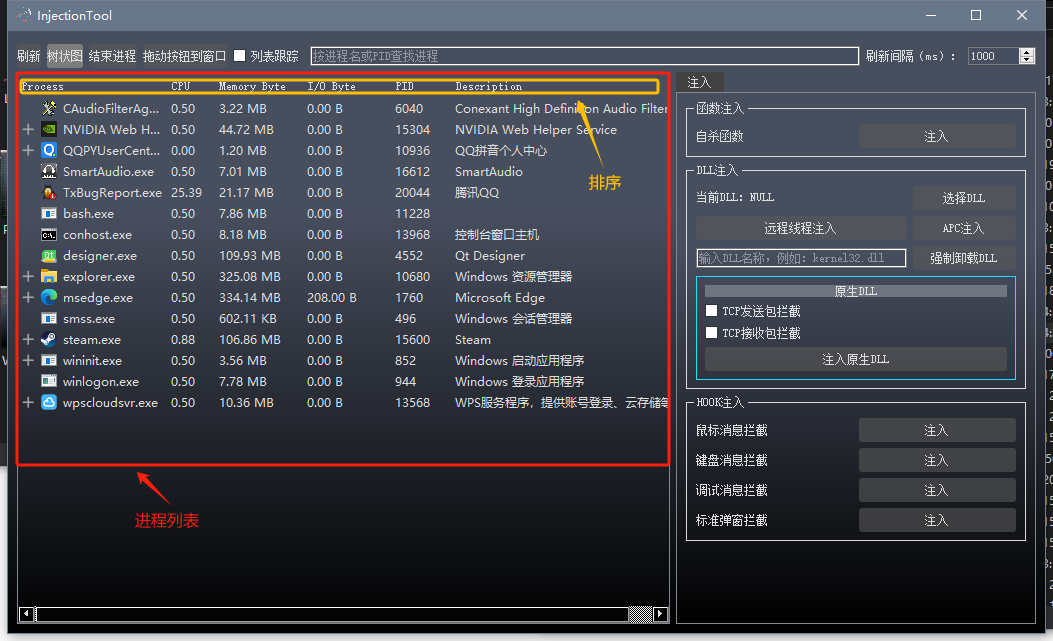 InjectionTool
刷新 树状图 结束进程 拖动按钮到窗口 列表跟踪 按进程名或PID查找进程 刷新间隔（ms）： 1000
Process CPU Memory Byte I/O Byte PID Description
CAudioFilterAg... 0.50 3.22 MB 0.00 B 6040 Conexant High Definition Audio Filter
NVIDIA Web H... 0.50 44.72 MB 0.00 B 15304 NVIDIA Web Helper Service
QQPYUserCent... 0.00 1.20 MB 0.00 B 10936 QQ拼音个人中心
SmartAudio.exe 0.50 7.01 MB 0.00 B 16612 SmartAudio
TxBugReport.exe 25.39 21.17 MB 0.00 B 20044 腾讯QQ
bash.exe 0.50 7.86 MB 0.00 B 11228
conhost.exe 0.50 8.18 MB 0.00 B 13968 控制台窗口主机
designer.exe 0.50 109.93 MB 0.00 B 4552 Qt Designer
explorer.exe 0.50 325.08 MB 0.00 B 10680 Windows 资源管理器
msedge.exe 0.50 334.14 MB 208.00 B 1760 Microsoft Edge
smss.exe 0.50 602.11 KB 0.00 B 496 Windows 会话管理器
steam.exe 0.88 106.86 MB 0.00 B 15600 Steam
wininit.exe 0.50 3.56 MB 0.00 B 852 Windows 启动应用程序
winlogon.exe 0.50 7.78 MB 0.00 B 944 Windows 登录应用程序
wpscloudsvr.exe 0.50 10.36 MB 0.00 B 13568 WPS服务程序，提供账号登录、云存储等
排序
进程列表
注入
函数注入
自杀函数 注入
DLL注入
当前DLL：NULL 选择DLL
远程线程注入 APC注入
输入DLL名称，例如：kernel32.dll 强制卸载DLL
原生DLL
TCP发送包拦截
TCP接收包拦截
注入原生DLL
HOOK注入
鼠标消息拦截 注入
键盘消息拦截 注入
调试消息拦截 注入
标准弹窗拦截 注入